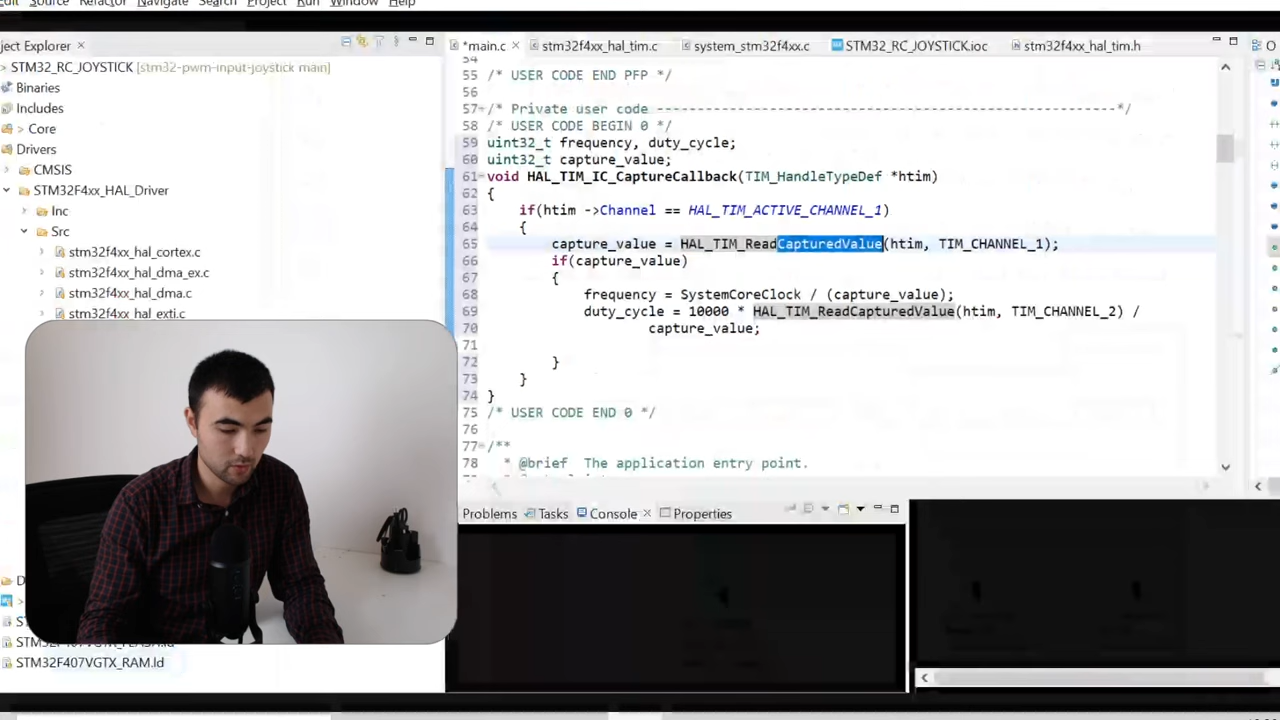 Edit Source Refactor Navigate Search Project Run Window Help
ject Explorer
STM32_RC_JOYSTICK [stm32-pwm-input-joystick main]
Binaries
Includes
> Core
Drivers
CMSIS
STM32F4xx_HAL_Driver
Inc
Src
stm32f4xx_hal_cortex.c
stm32f4xx_hal_dma_ex.c
stm32f4xx_hal_dma.c
stm32f4xx_hal_exti.c
STM32F407VGTX_RAM.ld
*main.c stm32f4xx_hal_tim.c system_stm32f4xx.c STM32_RC_JOYSTICK.ioc stm32f4xx_hal_tim.h
54
55 /* USER CODE END PFP */
56
57 /* Private user code ---------------------------------------------------------*/
58 /* USER CODE BEGIN 0 */
59 uint32_t frequency, duty_cycle;
60 uint32_t capture_value;
61 void HAL_TIM_IC_CaptureCallback(TIM_HandleTypeDef *htim)
62 {
63 if(htim ->Channel == HAL_TIM_ACTIVE_CHANNEL_1)
64 {
65 capture_value = HAL_TIM_ReadCapturedValue(htim, TIM_CHANNEL_1);
66 if(capture_value)
67 {
68 frequency = SystemCoreClock / (capture_value);
69 duty_cycle = 10000 * HAL_TIM_ReadCapturedValue(htim, TIM_CHANNEL_2) /
70 capture_value;
71
72 }
73 }
74 }
75 /* USER CODE END 0 */
76
77 /**
78 * @brief The application entry point.
Problems Tasks Console Properties